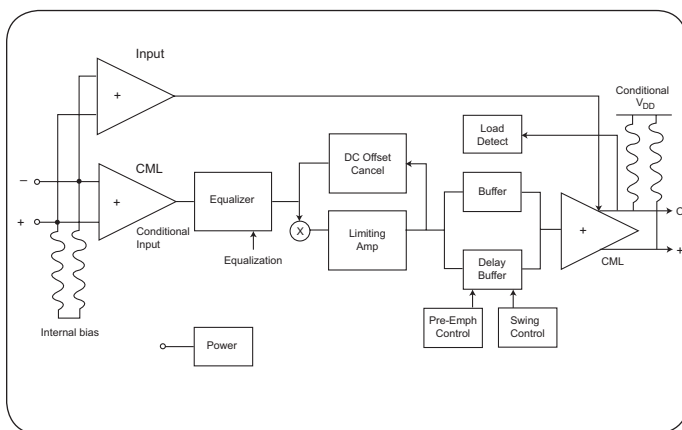 Input
Conditional
V_DD
Load
Detect
CML
DC Offset
Cancel
Equalizer
Buffer
−
+
+
+
X
Limiting
Amp
+
Conditional
Input
Equalization
Delay
Buffer
CML
+
Internal bias
Pre-Emph
Control
Swing
Control
Power